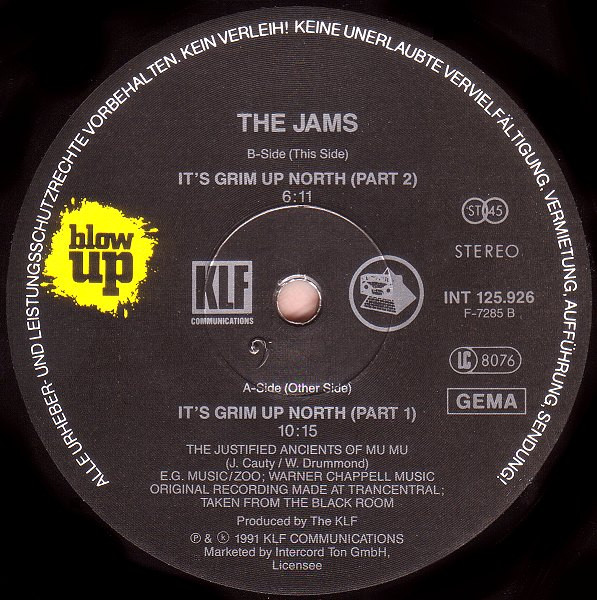 ALLE URHEBER- UND LEISTUNGSSCHUTZRECHTE VORBEHALTEN. KEIN VERLEIH! KEINE UNERLAUBTE VERVIELFÄLTIGUNG, VERMIETUNG, AUFFÜHRUNG, SENDUNG!
THE JAMS
B-Side (This Side)
IT'S GRIM UP NORTH (PART 2)
6:11
blow
up
ST 45
STEREO
KLF
COMMUNICATIONS
INT 125.926
F-7285 B
LC 8076
GEMA
A-Side (Other Side)
IT'S GRIM UP NORTH (PART 1)
10:15
THE JUSTIFIED ANCIENTS OF MU MU
(J. Cauty / W. Drummond)
E.G. MUSIC/ZOO; WARNER CHAPPELL MUSIC
ORIGINAL RECORDING MADE AT TRANCENTRAL;
TAKEN FROM THE BLACK ROOM
Produced by The KLF
℗ & Ⓚ 1991 KLF COMMUNICATIONS
Marketed by Intercord Ton GmbH,
Licensee